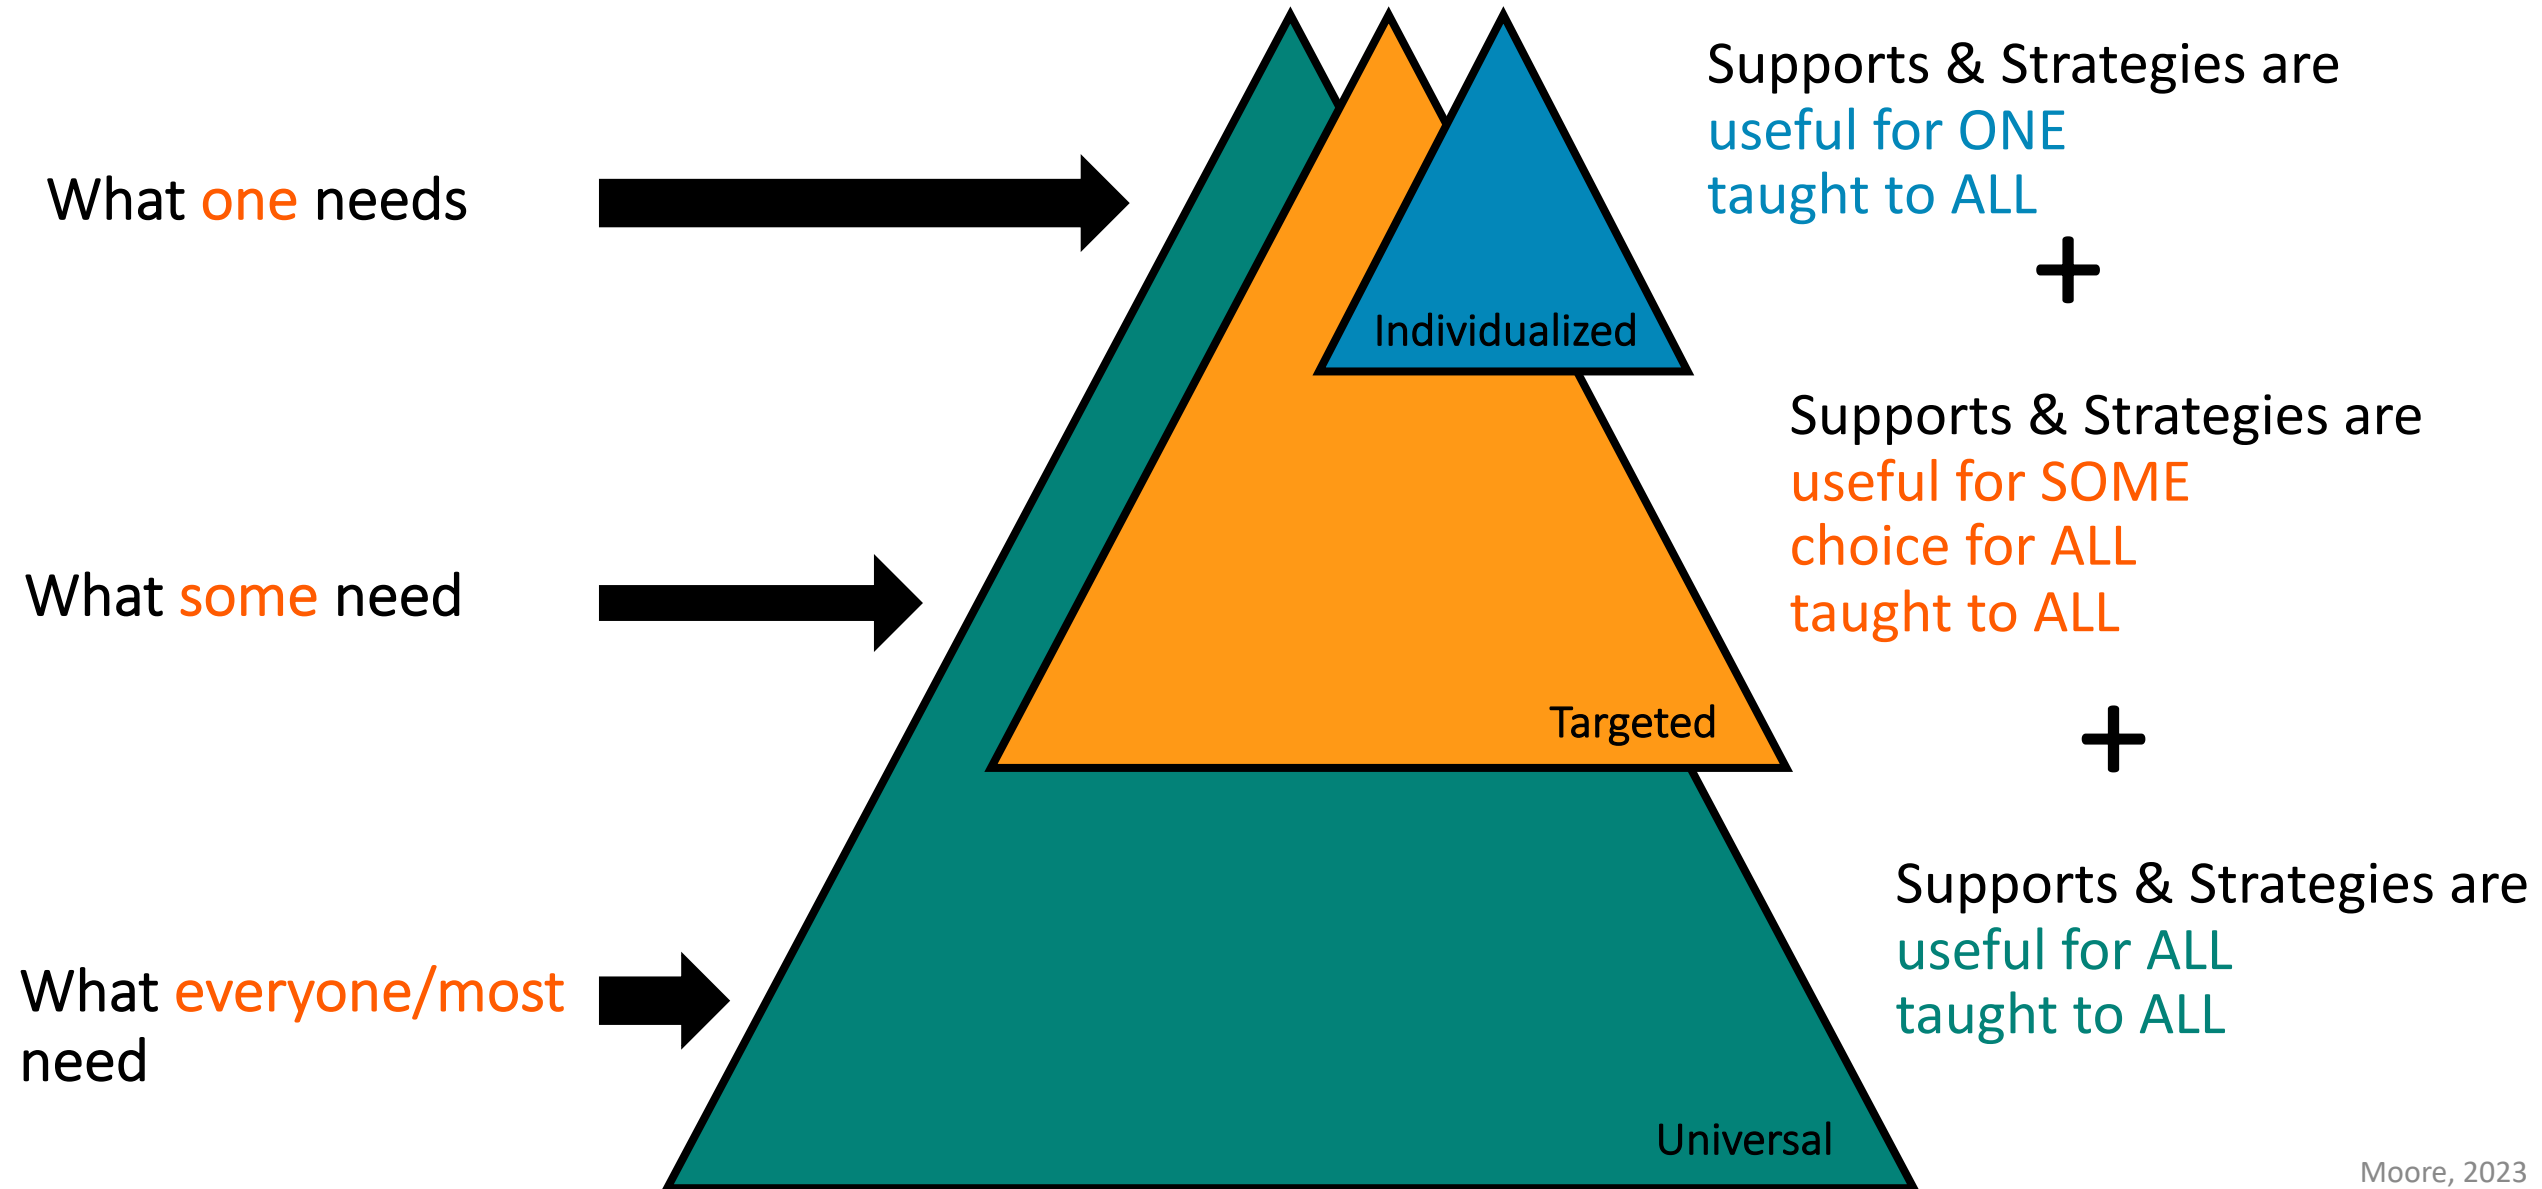 What one needs
Individualized
Supports & Strategies are
useful for ONE
taught to ALL
+
What some need
Targeted
Supports & Strategies are
useful for SOME
choice for ALL
taught to ALL
+
What everyone/most
need
Universal
Supports & Strategies are
useful for ALL
taught to ALL
Moore, 2023